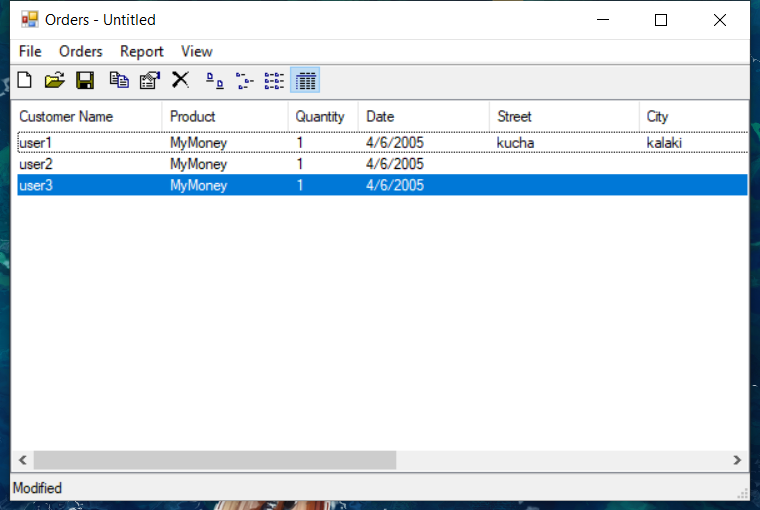 Orders - Untitled
File Orders Report View
Customer Name Product Quantity Date Street City
user1 MyMoney 1 4/6/2005 kucha kalaki
user2 MyMoney 1 4/6/2005
user3 MyMoney 1 4/6/2005
Modified